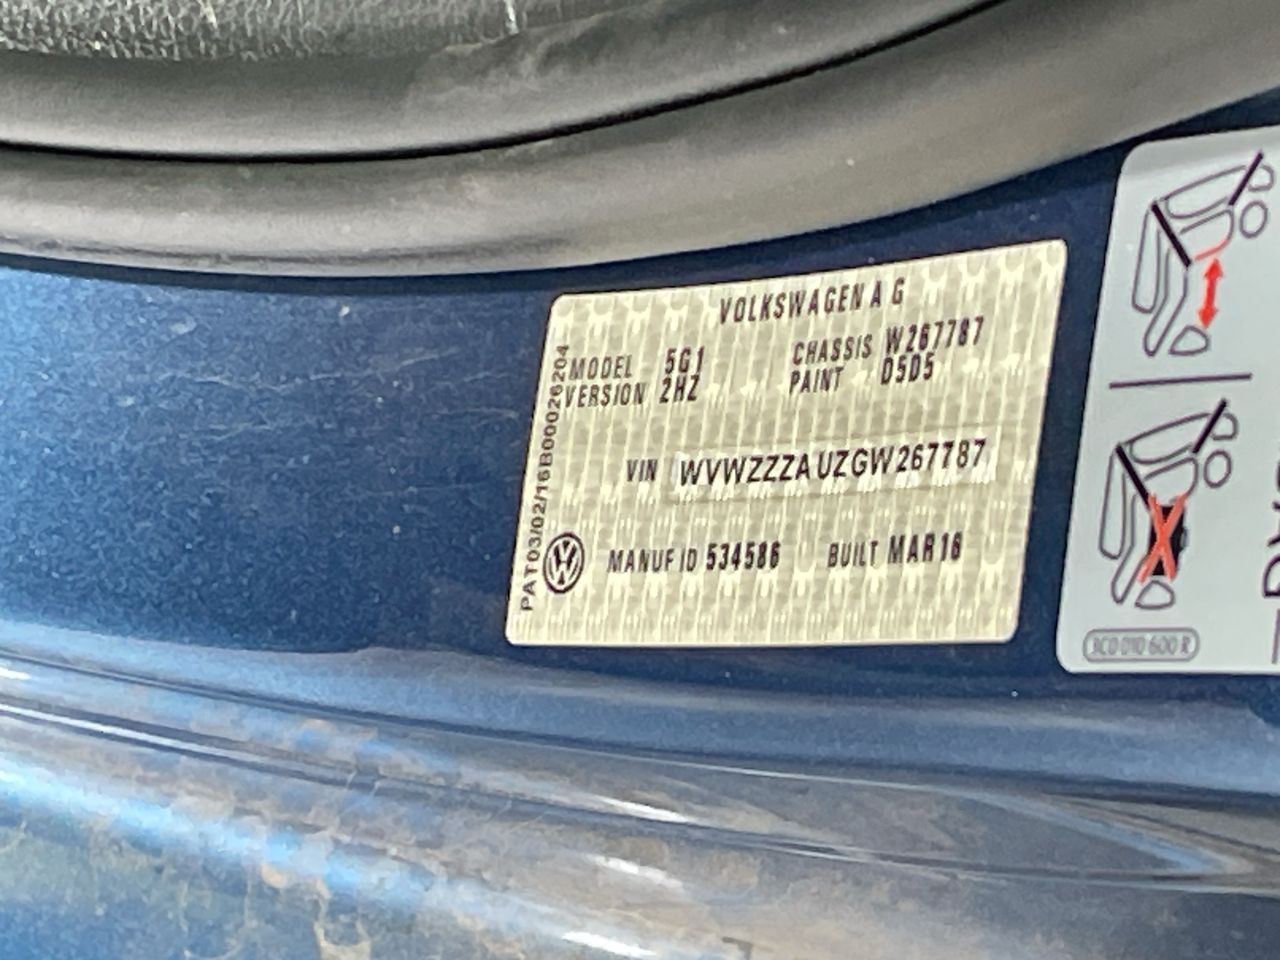 VOLKSWAGEN AG
MODEL 5G1 CHASSIS W267787
VERSION 2HZ PAINT D5D5
VIN WVWZZZAUZGW267787
MANUF ID 534586 BUILT MAR16
PAT03/02/16B00026204
3C0 010 600 R